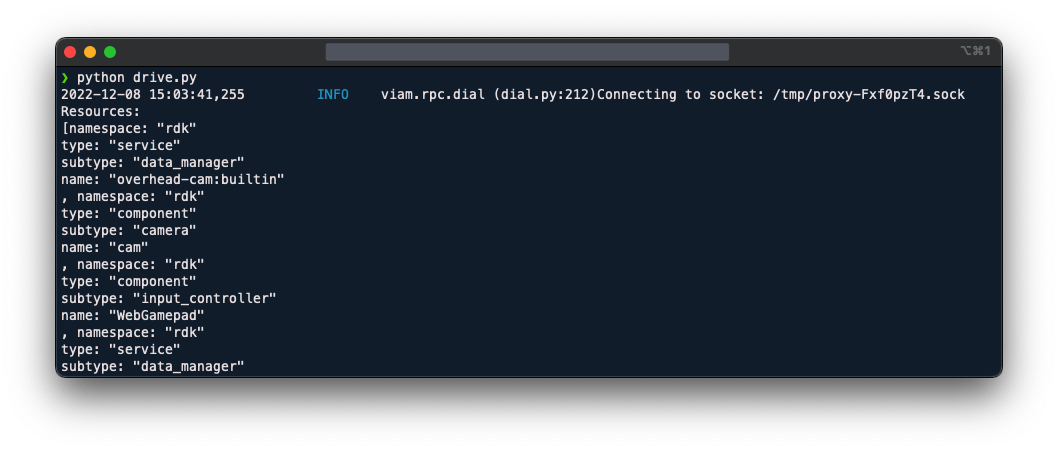 ⌥⌘1
❯ python drive.py
2022-12-08 15:03:41,255 INFO viam.rpc.dial (dial.py:212)Connecting to socket: /tmp/proxy-Fxf0pzT4.sock
Resources:
[namespace: "rdk"
type: "service"
subtype: "data_manager"
name: "overhead-cam:builtin"
, namespace: "rdk"
type: "component"
subtype: "camera"
name: "cam"
, namespace: "rdk"
type: "component"
subtype: "input_controller"
name: "WebGamepad"
, namespace: "rdk"
type: "service"
subtype: "data_manager"